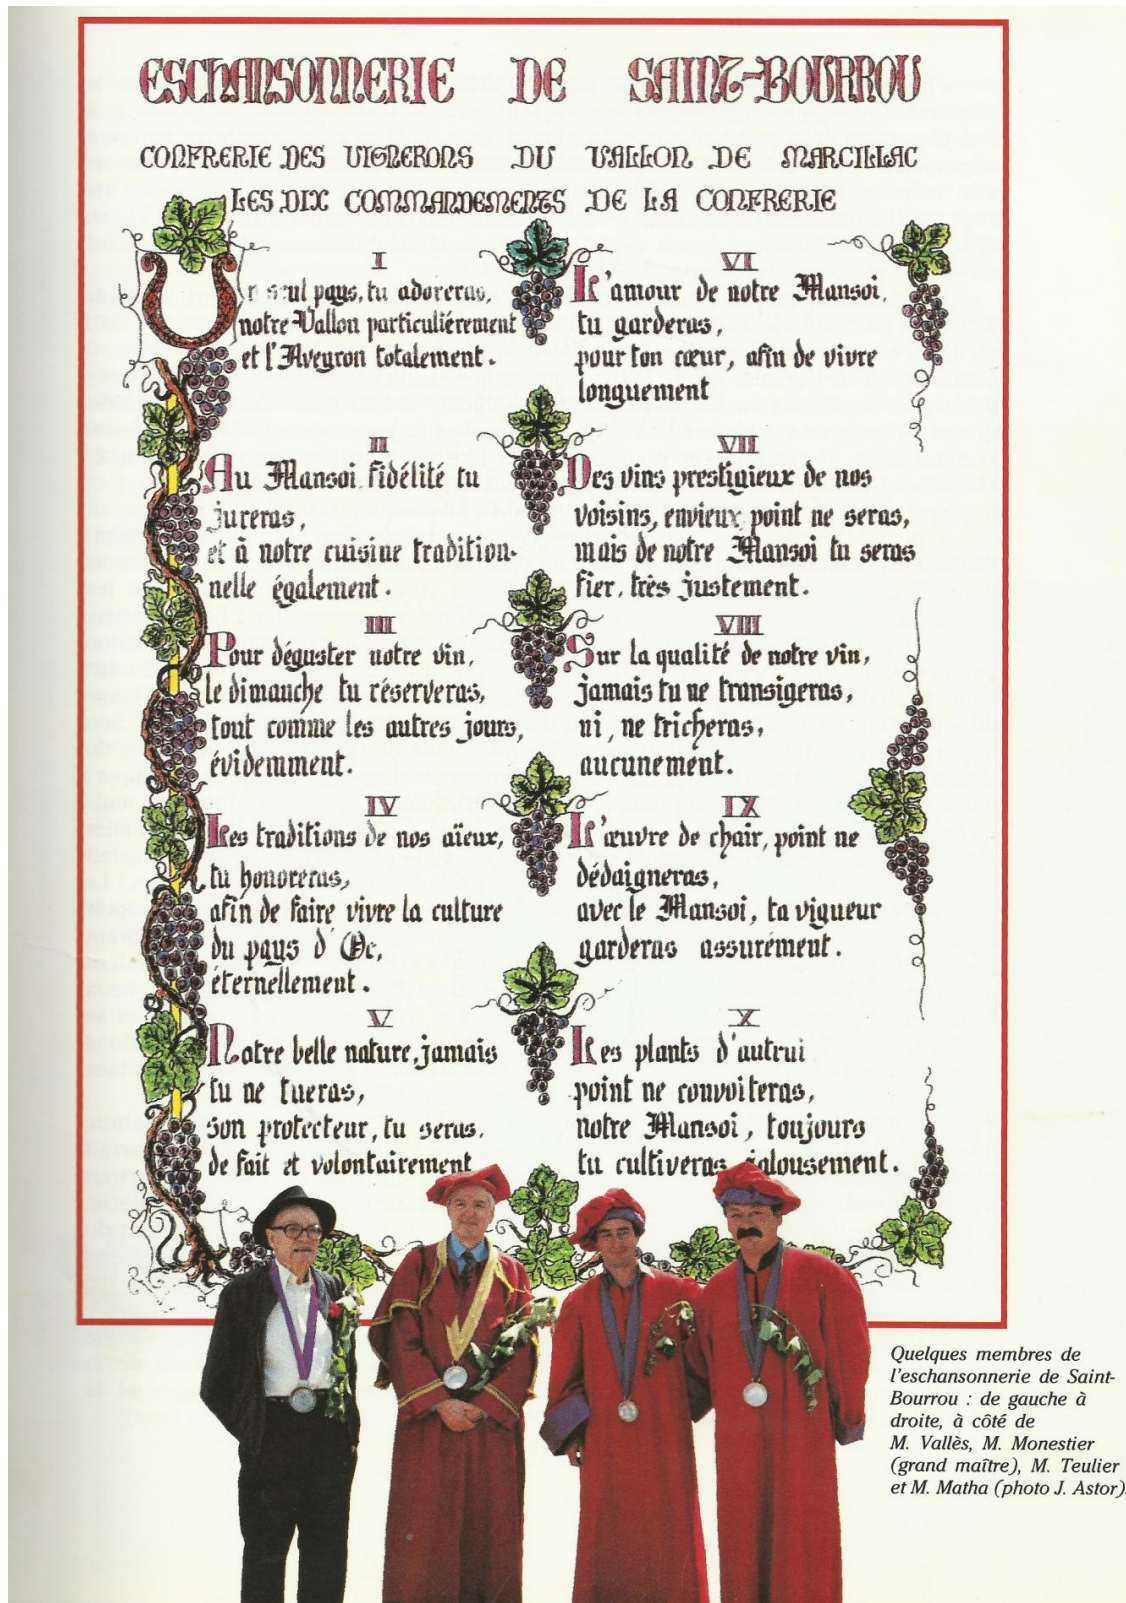 ESCHANSONNERIE DE SAINT-BOURROU
CONFRERIE DES VIGNERONS DU VALLON DE MARCILLAC
LES DIX COMMANDEMENTS DE LA CONFRERIE
I
Un seul pays, tu adoreras,
notre Vallon particuliérement
et l'Aveyron totalement.
II
Au Mansoi, fidélité tu
jureras,
et à notre cuisine tradition-
nelle également.
III
Pour déguster notre vin,
le dimanche tu réserveras,
tout comme les autres jours,
évidemment.
IV
Les traditions de nos aïeux,
tu honoreras,
afin de faire vivre la culture
du pays d'Oc,
éternellement.
V
Notre belle nature, jamais
tu ne tueras,
son protecteur, tu seras,
de fait et volontairement
VI
L'amour de notre Mansoi,
tu garderas,
pour ton cœur, afin de vivre
longuement
VII
Des vins prestigieux de nos
voisins, envieux point ne seras,
mais de notre Mansoi tu seras
fier, très justement.
VIII
Sur la qualité de notre vin,
jamais tu ne transigeras,
ni, ne tricheras,
aucunement.
IX
L'œuvre de chair, point ne
dédaigneras,
avec le Mansoi, ta vigueur
garderas assurément.
X
Les plants d'autrui
point ne convoiteras,
notre Mansoi, toujours
tu cultiveras jalousement.
Quelques membres de
l'eschansonnerie de Saint-
Bourrou : de gauche à
droite, à côté de
M. Vallès, M. Monestier
(grand maître), M. Teulier
et M. Matha (photo J. Astor).